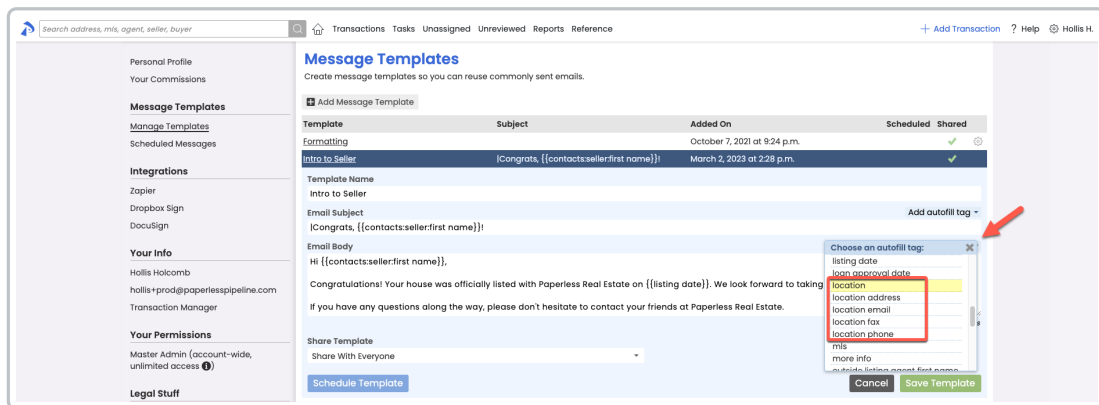 Search address, mls, agent, seller, buyer
Transactions Tasks Unassigned Unreviewed Reports Reference
+ Add Transaction ? Help Hollis H.
Personal Profile
Your Commissions
Message Templates
Manage Templates
Scheduled Messages
Integrations
Zapier
Dropbox Sign
DocuSign
Your Info
Hollis Holcomb
hollis+prod@paperlesspipeline.com
Transaction Manager
Your Permissions
Master Admin (account-wide,
unlimited access i)
Legal Stuff
Message Templates
Create message templates so you can reuse commonly sent emails.
+ Add Message Template
Template Subject Added On Scheduled Shared
Formatting October 7, 2021 at 9:24 p.m.
Intro to Seller |Congrats, {{contacts:seller:first name}}! March 2, 2023 at 2:28 p.m.
Template Name
Intro to Seller
Email Subject Add autofill tag
|Congrats, {{contacts:seller:first name}}!
Email Body
Hi {{contacts:seller:first name}},
Congratulations! Your house was officially listed with Paperless Real Estate on {{listing date}}. We look forward to taking
If you have any questions along the way, please don't hesitate to contact your friends at Paperless Real Estate.
Choose an autofill tag:
listing date
loan approval date
location
location address
location email
location fax
location phone
mls
more info
outside listing agent first name
Share Template
Share With Everyone
Schedule Template
Cancel Save Template